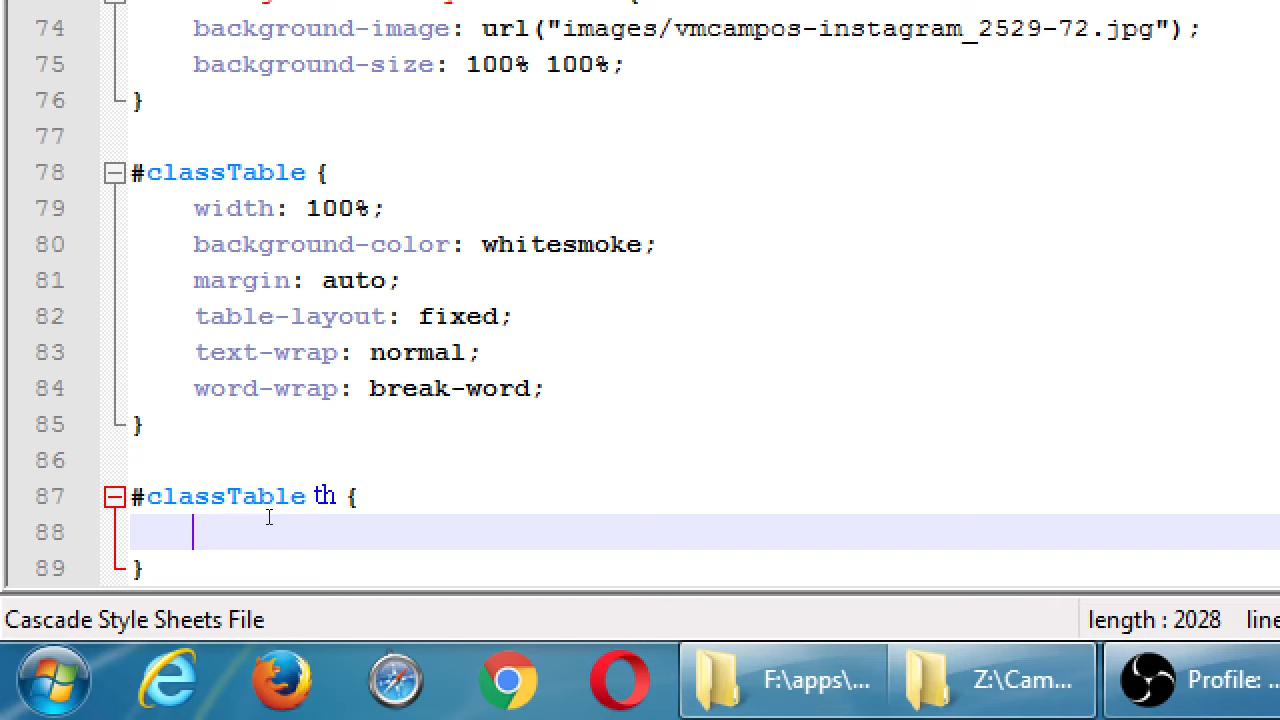 74 background-image: url("images/vmcampos-instagram_2529-72.jpg");
75 background-size: 100% 100%;
76 }
77
78 #classTable {
79 width: 100%;
80 background-color: whitesmoke;
81 margin: auto;
82 table-layout: fixed;
83 text-wrap: normal;
84 word-wrap: break-word;
85 }
86
87 #classTable th {
88
89 }
Cascade Style Sheets File length : 2028 line
F:\apps\... Z:\Cam... Profile: ...